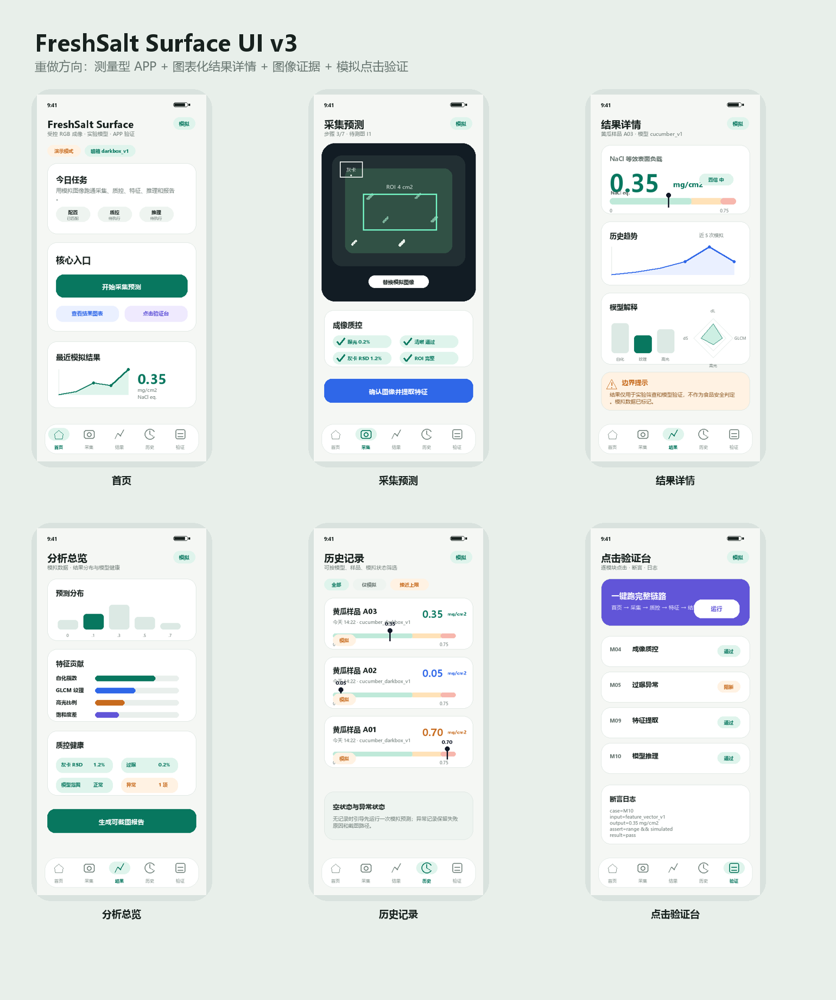 FreshSalt Surface UI v3
重做方向：测量型 APP + 图表化结果详情 + 图像证据 + 模拟点击验证
9:41
FreshSalt Surface
模拟
受控 RGB 成像 · 实验模型 · APP 验证
演示模式
暗箱 darkbox_v1
今日任务
用模拟图像跑通采集、质控、特征、推理和报告
。
配置
已匹配
质控
待执行
推理
待执行
核心入口
开始采集预测
查看结果图表
点击验证台
最近模拟结果
0.35
mg/cm2
NaCl eq.
首页
采集
结果
历史
验证
首页
9:41
采集预测
模拟
步骤 3/7 · 待测图 I1
灰卡
ROI 4 cm2
替换模拟图像
成像质控
曝光 0.2%
清晰 通过
灰卡 RSD 1.2%
ROI 完整
确认图像并提取特征
首页
采集
结果
历史
验证
采集预测
9:41
结果详情
模拟
黄瓜样品 A03 · 模型 cucumber_v1
NaCl 等效表面负载
0.35
mg/cm2
置信 中
NaCl eq.
0
0.75
历史趋势
近 5 次模拟
模型解释
白化
纹理
高光
dL
dS
GLCM
高光
边界提示
结果仅用于实验筛查和模型验证，不作为食品安全判定
。模拟数据已标记。
首页
采集
结果
历史
验证
结果详情
9:41
分析总览
模拟
模拟数据 · 结果分布与模型健康
预测分布
0
.1
.3
.5
.7
特征贡献
白化指数
GLCM 纹理
高光比例
饱和度差
质控健康
灰卡 RSD 1.2%
过曝 0.2%
模型范围 正常
异常 1 项
生成可截图报告
首页
采集
结果
历史
验证
分析总览
9:41
历史记录
模拟
可按模型、样品、模拟状态筛选
全部
仅模拟
接近上限
黄瓜样品 A03
0.35 mg/cm2
今天 14:22 · cucumber_darkbox_v1
0.35
模拟
0.75
黄瓜样品 A02
0.05 mg/cm2
今天 14:22 · cucumber_darkbox_v1
0.05
模拟
0.75
黄瓜样品 A01
0.70 mg/cm2
今天 14:22 · cucumber_darkbox_v1
0.70
模拟
0.75
空状态与异常状态
无记录时引导先运行一次模拟预测；异常记录保留失败
原因和截图路径。
首页
采集
结果
历史
验证
历史记录
9:41
点击验证台
模拟
逐模块点击 · 断言 · 日志
一键跑完整链路
首页 → 采集 → 质控 → 特征 → 结
运行
M04 成像质控 通过
M05 过曝异常 阻断
M09 特征提取 通过
M10 模型推理 通过
断言日志
case=M10
input=feature_vector_v1
output=0.35 mg/cm2
assert=range && simulated
result=pass
首页
采集
结果
历史
验证
点击验证台